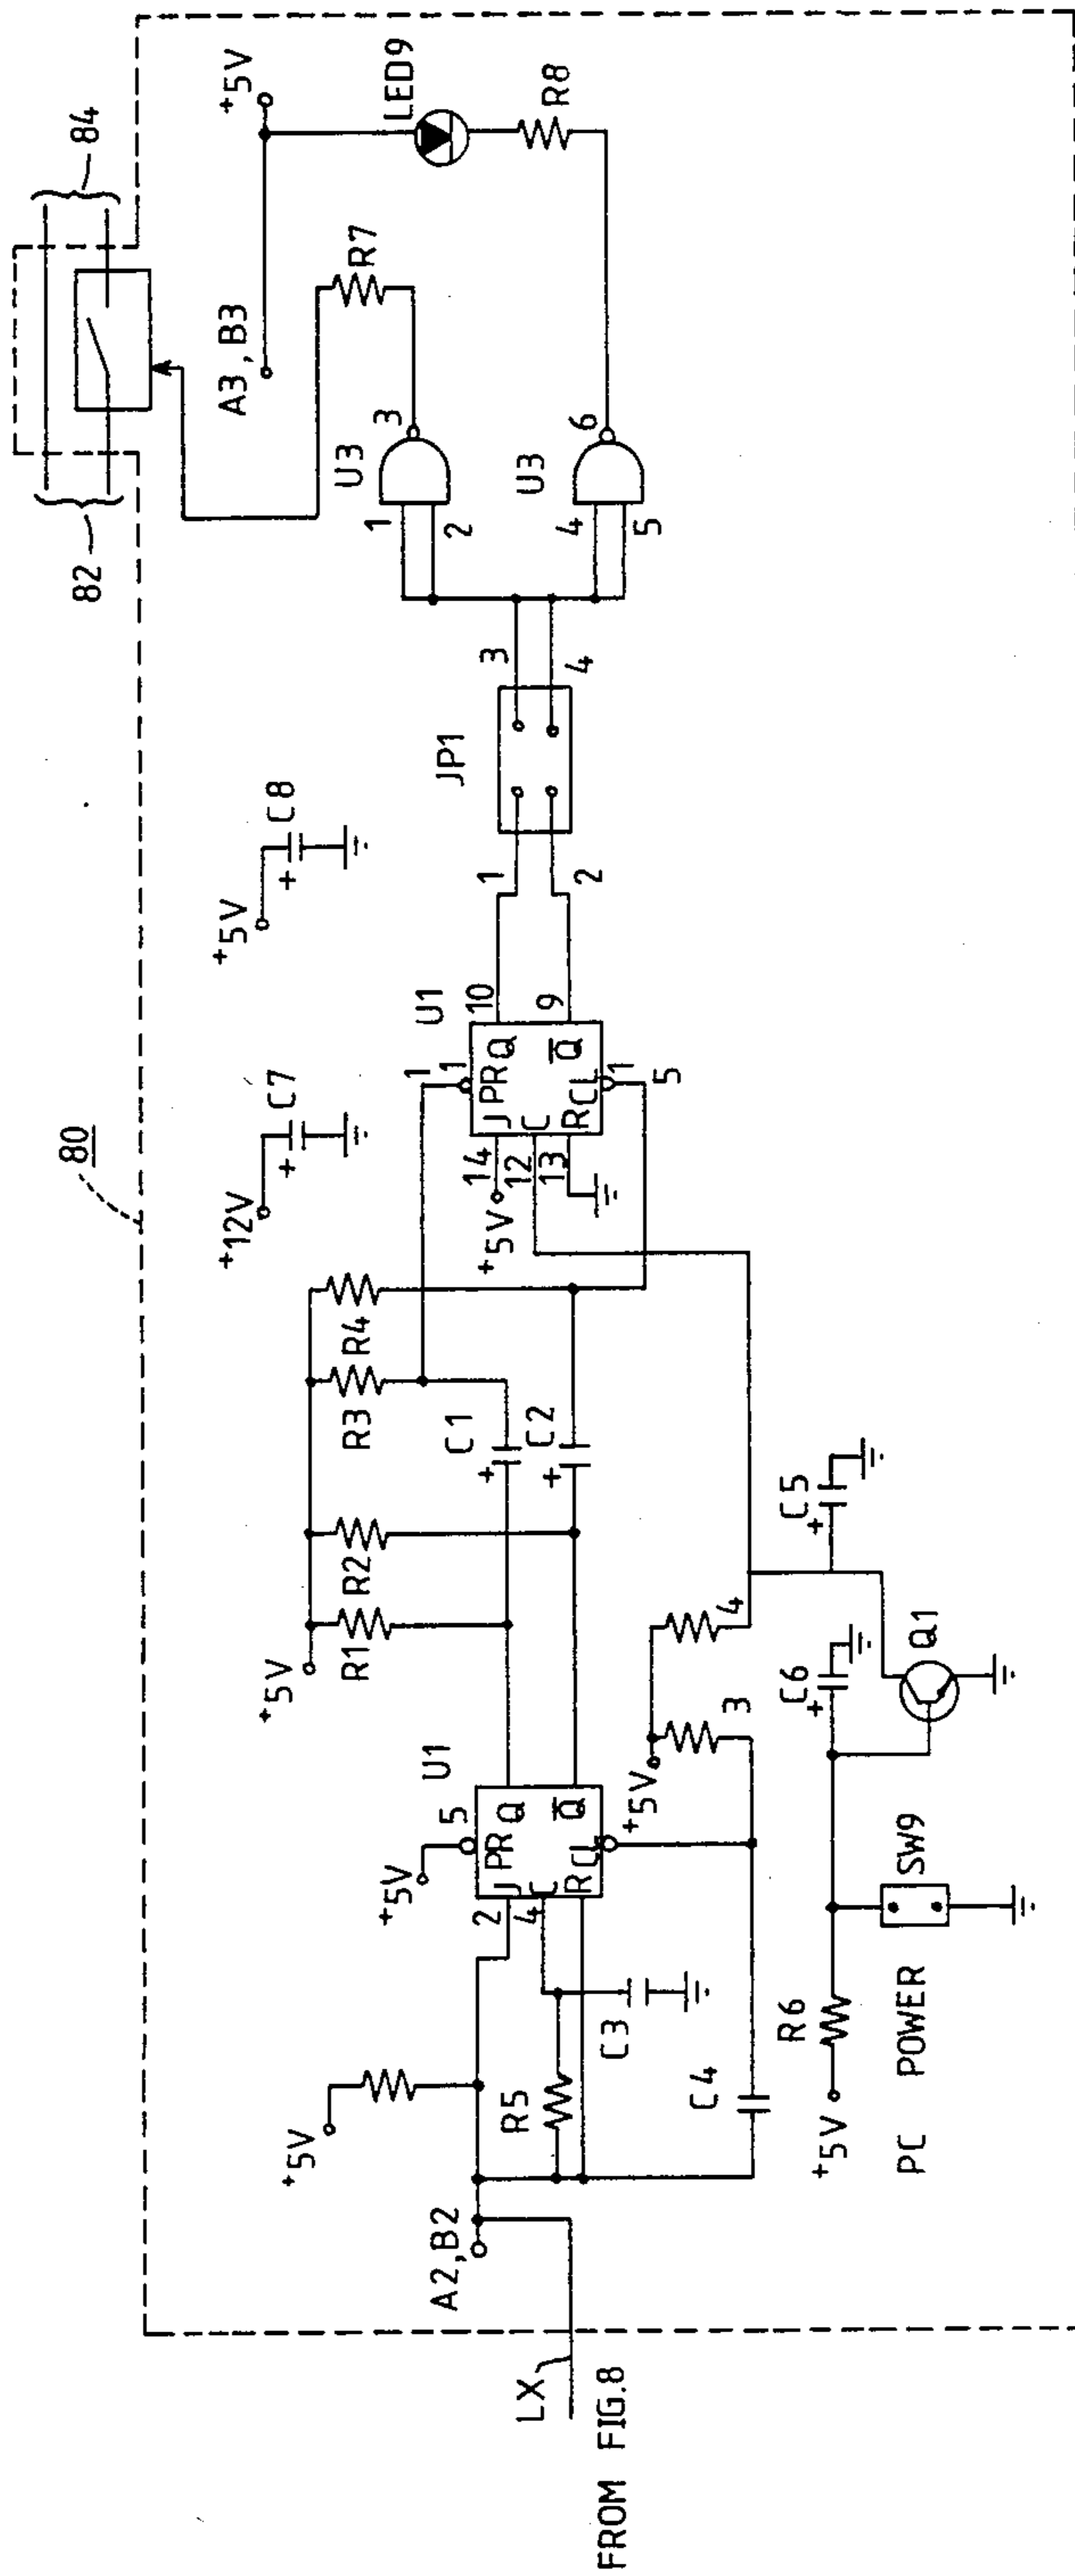 80
82
84
+12V
C7
+5V
C8
A3,B3
+5V
LED9
R8
R7
U3
1
2
3
U3
4
5
6
JP1
1
2
3
4
U1
J
PR
Q
C
R
CL
Q
1
1
14
12
13
+5V
10
9
1
5
R3
R4
C1
+
C2
+
+5V
R1
R2
U1
+5V
5
2
4
J
PR
Q
C
R
CL
Q
+5V
3
4
+5V
R5
C3
C4
A2,B2
LX
FROM FIG.8
R6
+5V
PC POWER
SW9
C6
+
C5
+
Q1